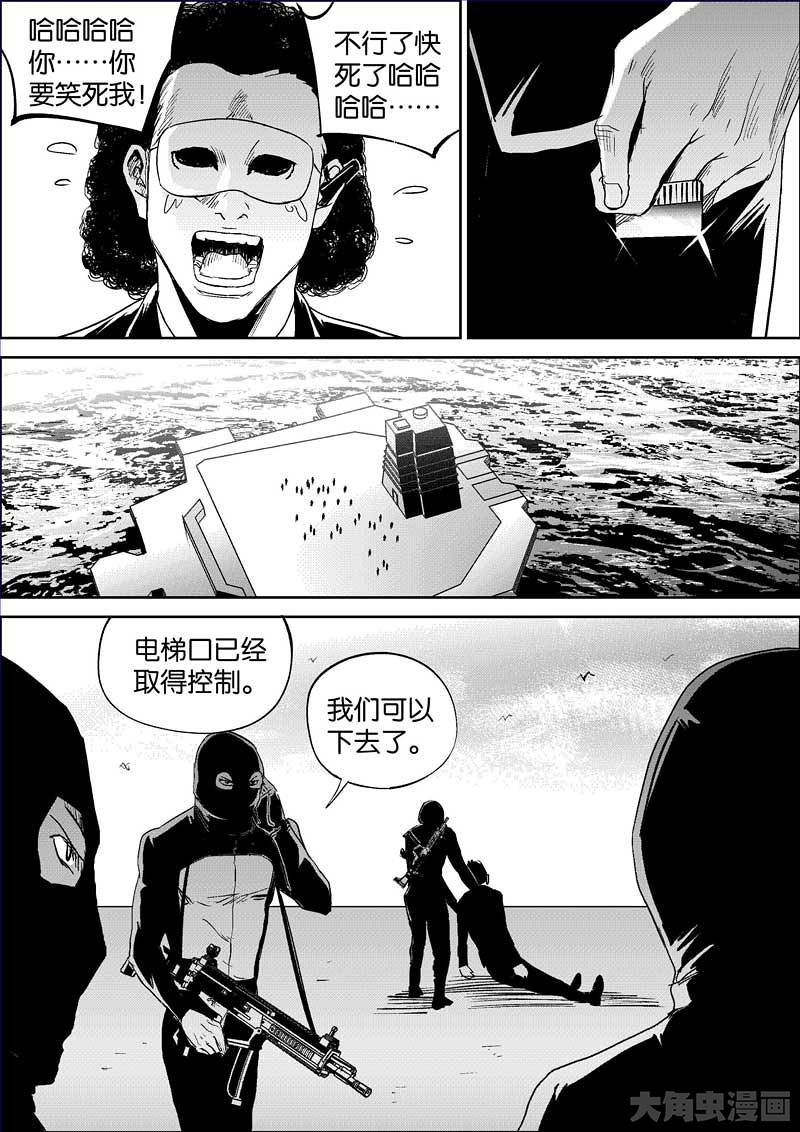 哈哈哈哈
你……你
要笑死我！
不行了快
死了哈哈
哈哈……
电梯口已经
取得控制。
我们可以
下去了。
大角虫漫画